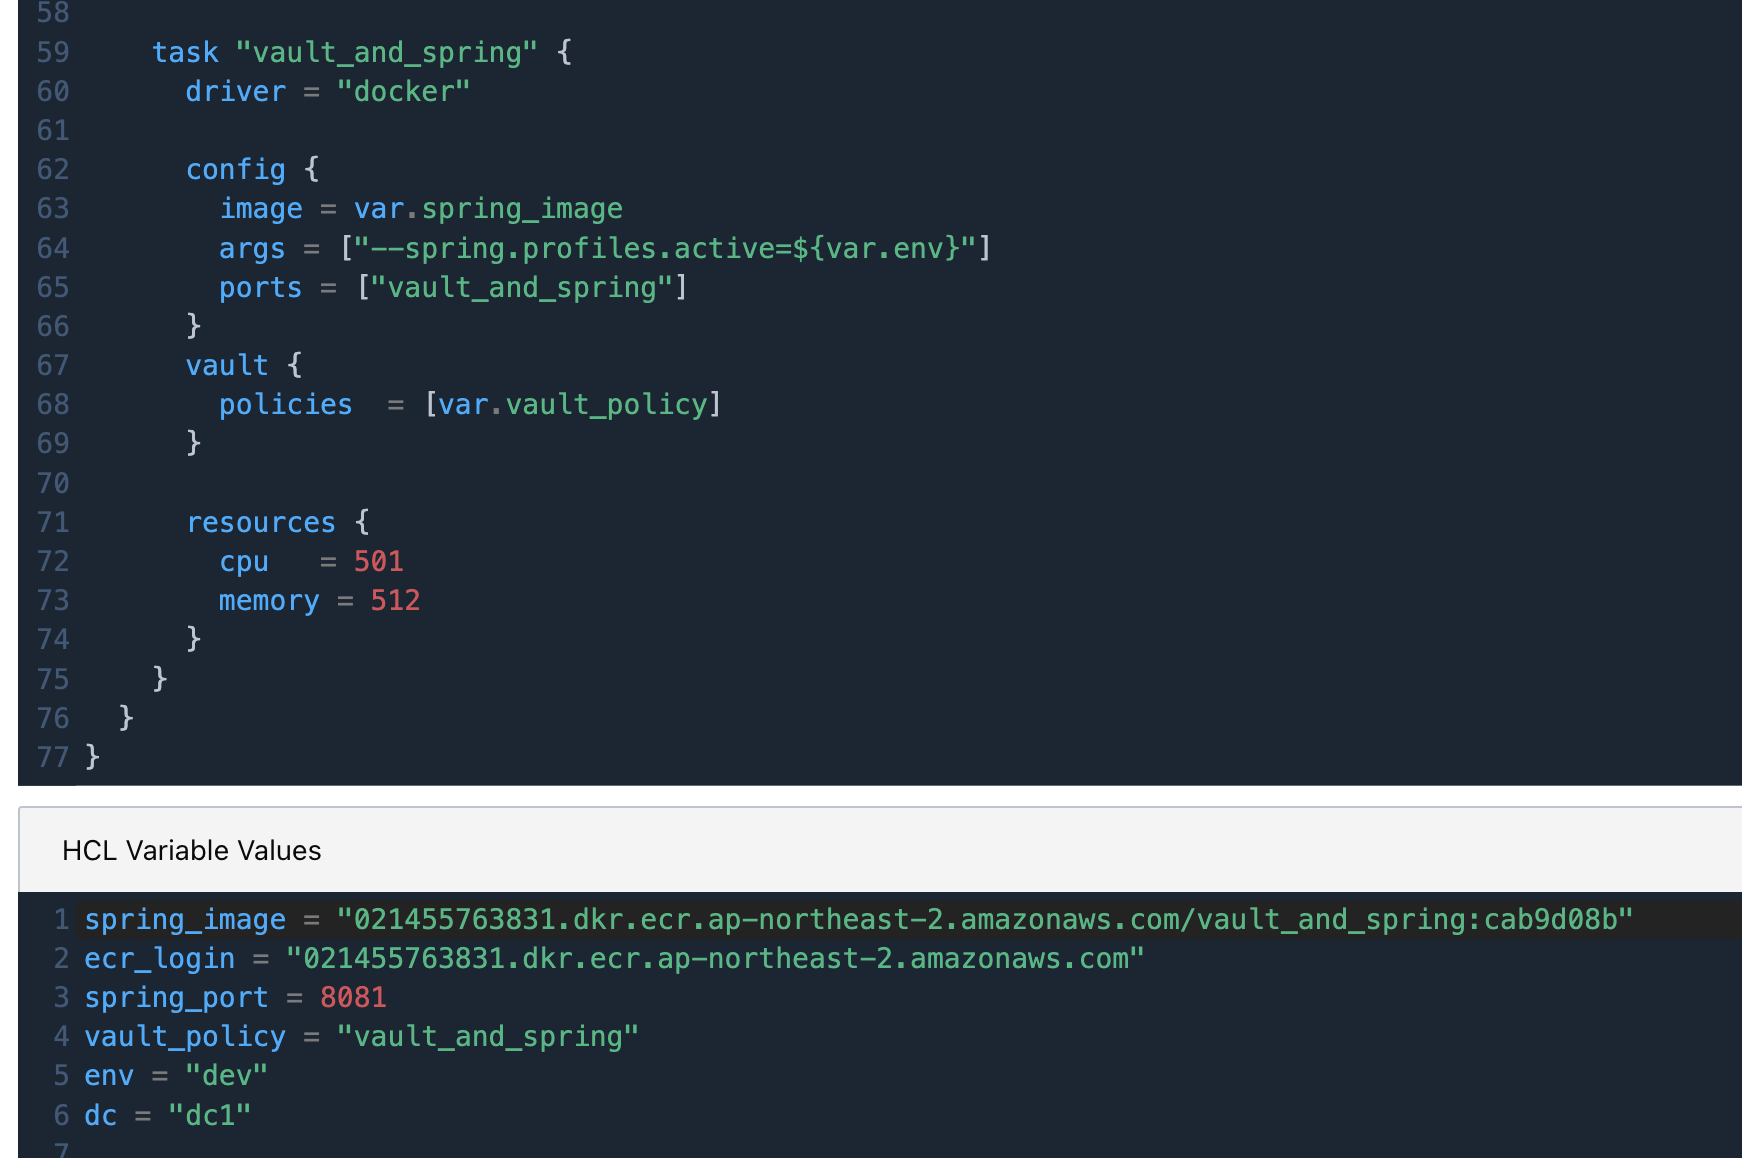 58
59     task "vault_and_spring" {
60       driver = "docker"
61
62       config {
63         image = var.spring_image
64         args = ["--spring.profiles.active=${var.env}"]
65         ports = ["vault_and_spring"]
66       }
67       vault {
68         policies  = [var.vault_policy]
69       }
70
71       resources {
72         cpu   = 501
73         memory = 512
74       }
75     }
76   }
77 }
HCL Variable Values
1 spring_image = "021455763831.dkr.ecr.ap-northeast-2.amazonaws.com/vault_and_spring:cab9d08b"
2 ecr_login = "021455763831.dkr.ecr.ap-northeast-2.amazonaws.com"
3 spring_port = 8081
4 vault_policy = "vault_and_spring"
5 env = "dev"
6 dc = "dc1"
7